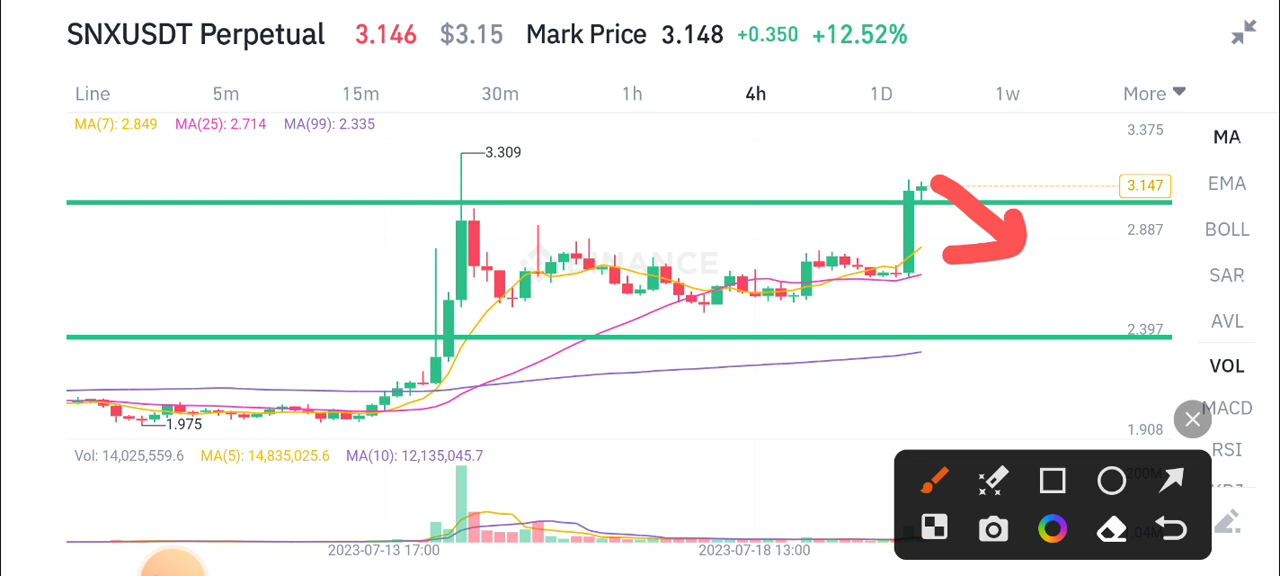 SNXUSDT Perpetual 3.146 $3.15 Mark Price 3.148 +0.350 +12.52%
Line 5m 15m 30m 1h 4h 1D 1w More
MA(7): 2.849 MA(25): 2.714 MA(99): 2.335
3.375
MA
3.309
EMA
3.147
2.887
BOLL
BINANCE
SAR
AVL
2.397
VOL
MACD
1.975
1.908
RSI
Vol: 14,025,559.6 MA(5): 14,835,025.6 MA(10): 12,135,045.7
200M
2023-07-13 17:00 2023-07-18 13:00